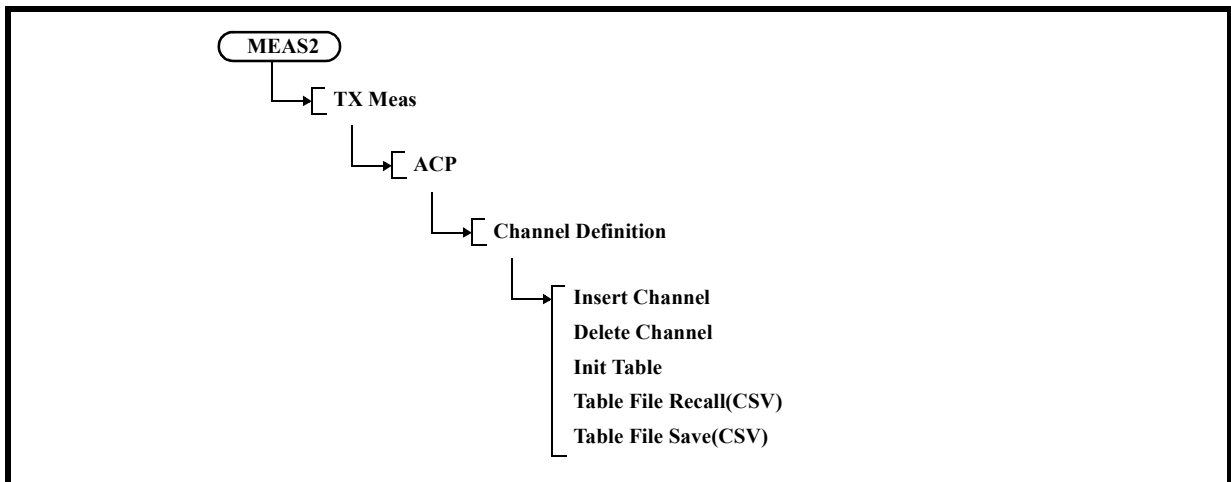 MEAS2
TX Meas
ACP
Channel Definition
Insert Channel
Delete Channel
Init Table
Table File Recall(CSV)
Table File Save(CSV)